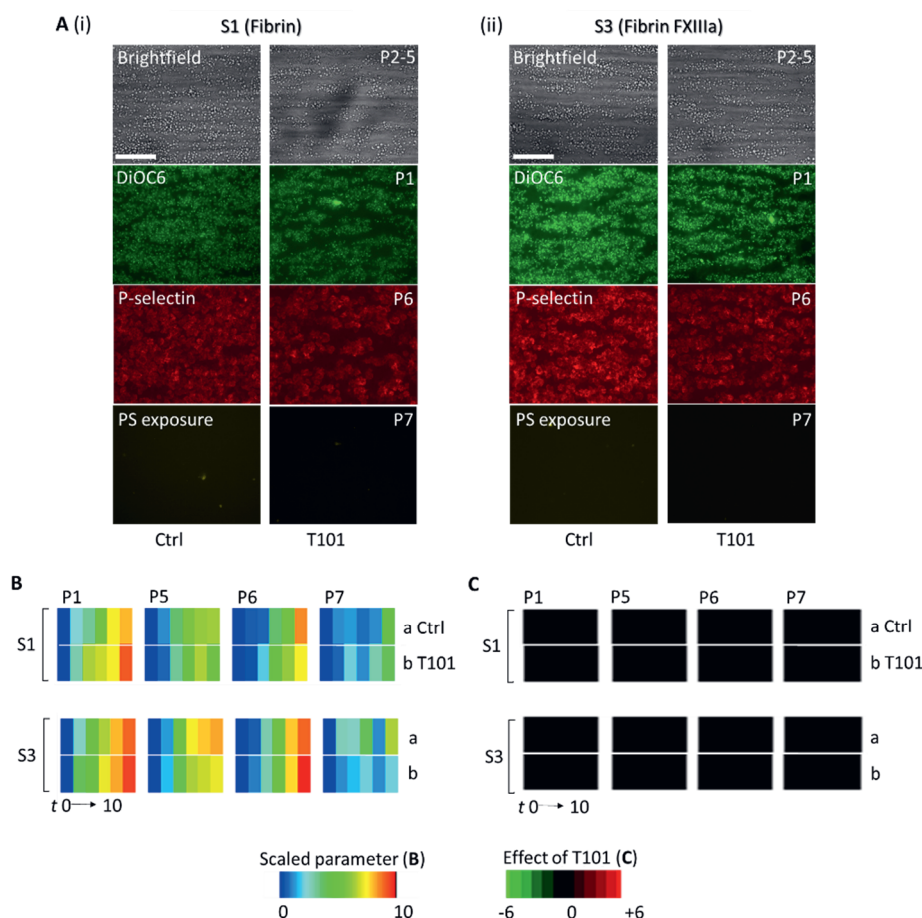 A (i) S1 (Fibrin) (ii) S3 (Fibrin FXIIIa)
Brightfield P2-5 Brightfield P2-5
DiOC6 P1 DiOC6 P1
P-selectin P6 P-selectin P6
PS exposure P7 PS exposure P7
Ctrl T101 Ctrl T101
B C
P1 P5 P6 P7 P1 P5 P6 P7
S1 a Ctrl S1 a Ctrl
b T101 b T101
S3 a S3 a
b b
t 0 → 10 t 0 → 10
Scaled parameter (B) Effect of T101 (C)
0 10 -6 0 +6